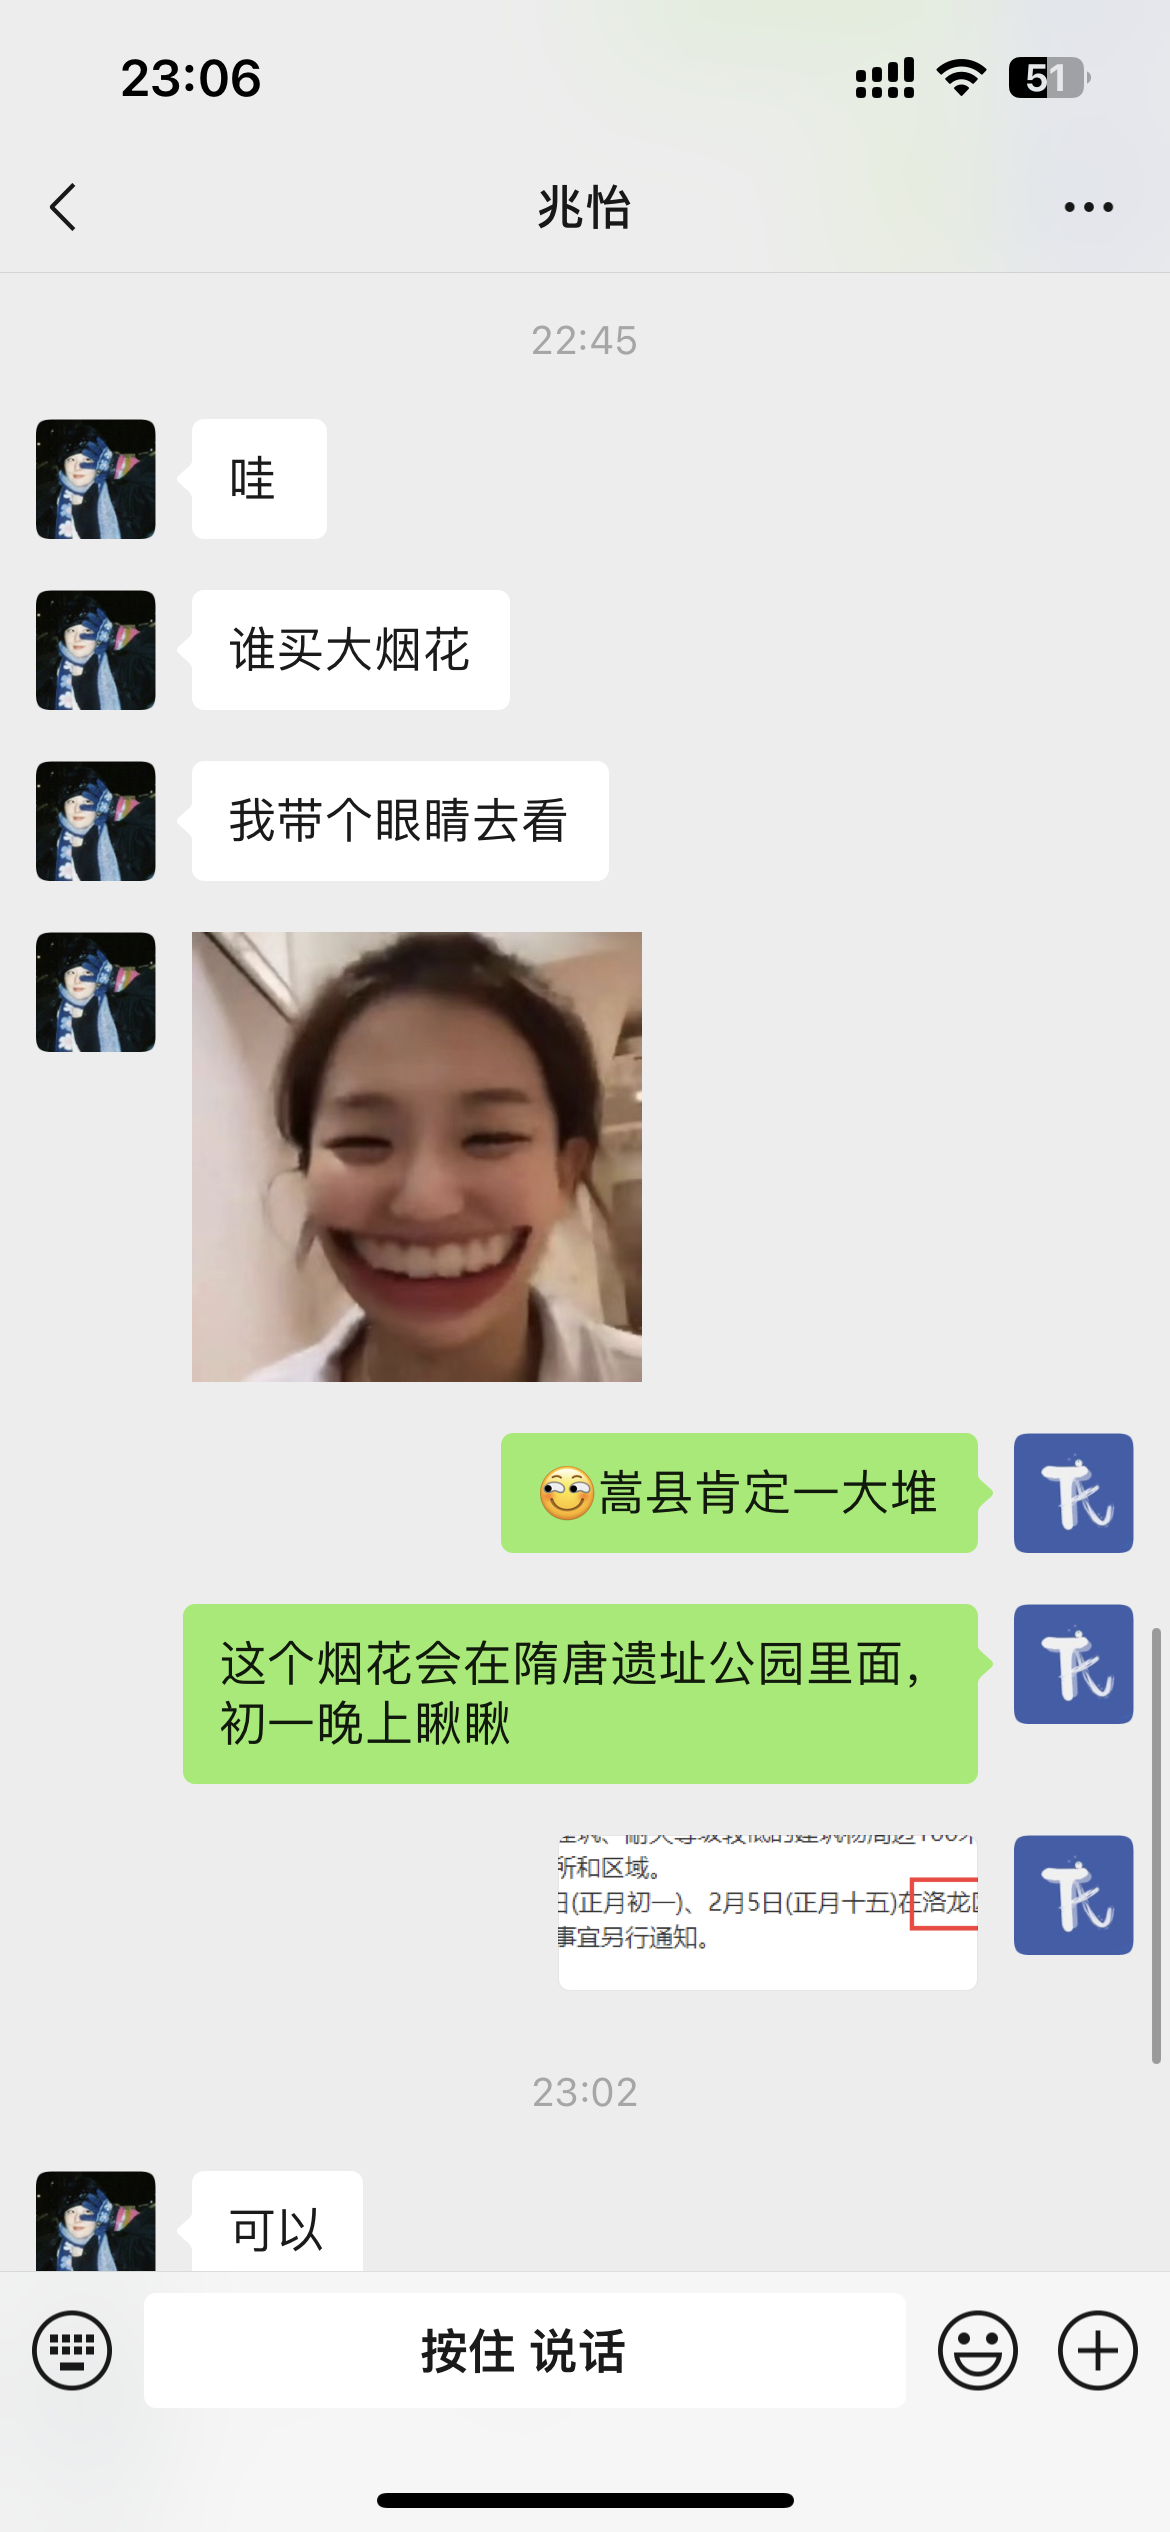 23:06
51
兆怡
22:45
哇
谁买大烟花
我带个眼睛去看
嵩县肯定一大堆
这个烟花会在隋唐遗址公园里面，
初一晚上瞅瞅
所和区域。
日(正月初一)、2月5日(正月十五)在洛龙区
事宜另行通知。
23:02
可以
按住 说话